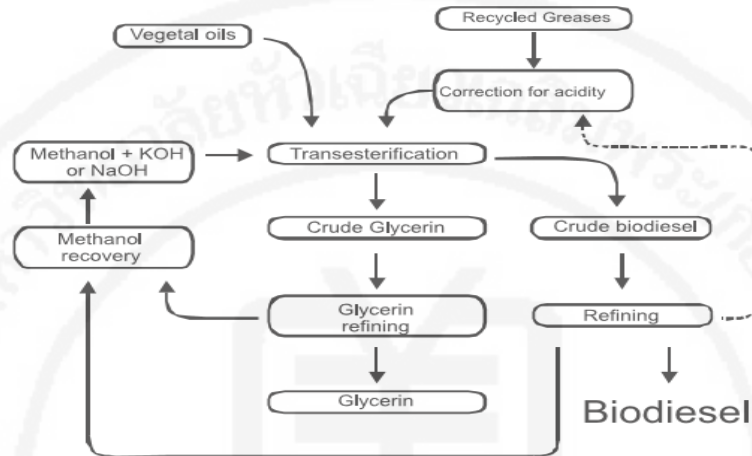 Recycled Greases
Vegetal oils
Correction for acidity
Methanol + KOH
or NaOH
Transesterification
Methanol
recovery
Crude Glycerin
Crude biodiesel
Glycerin
refining
Refining
Glycerin
Biodiesel